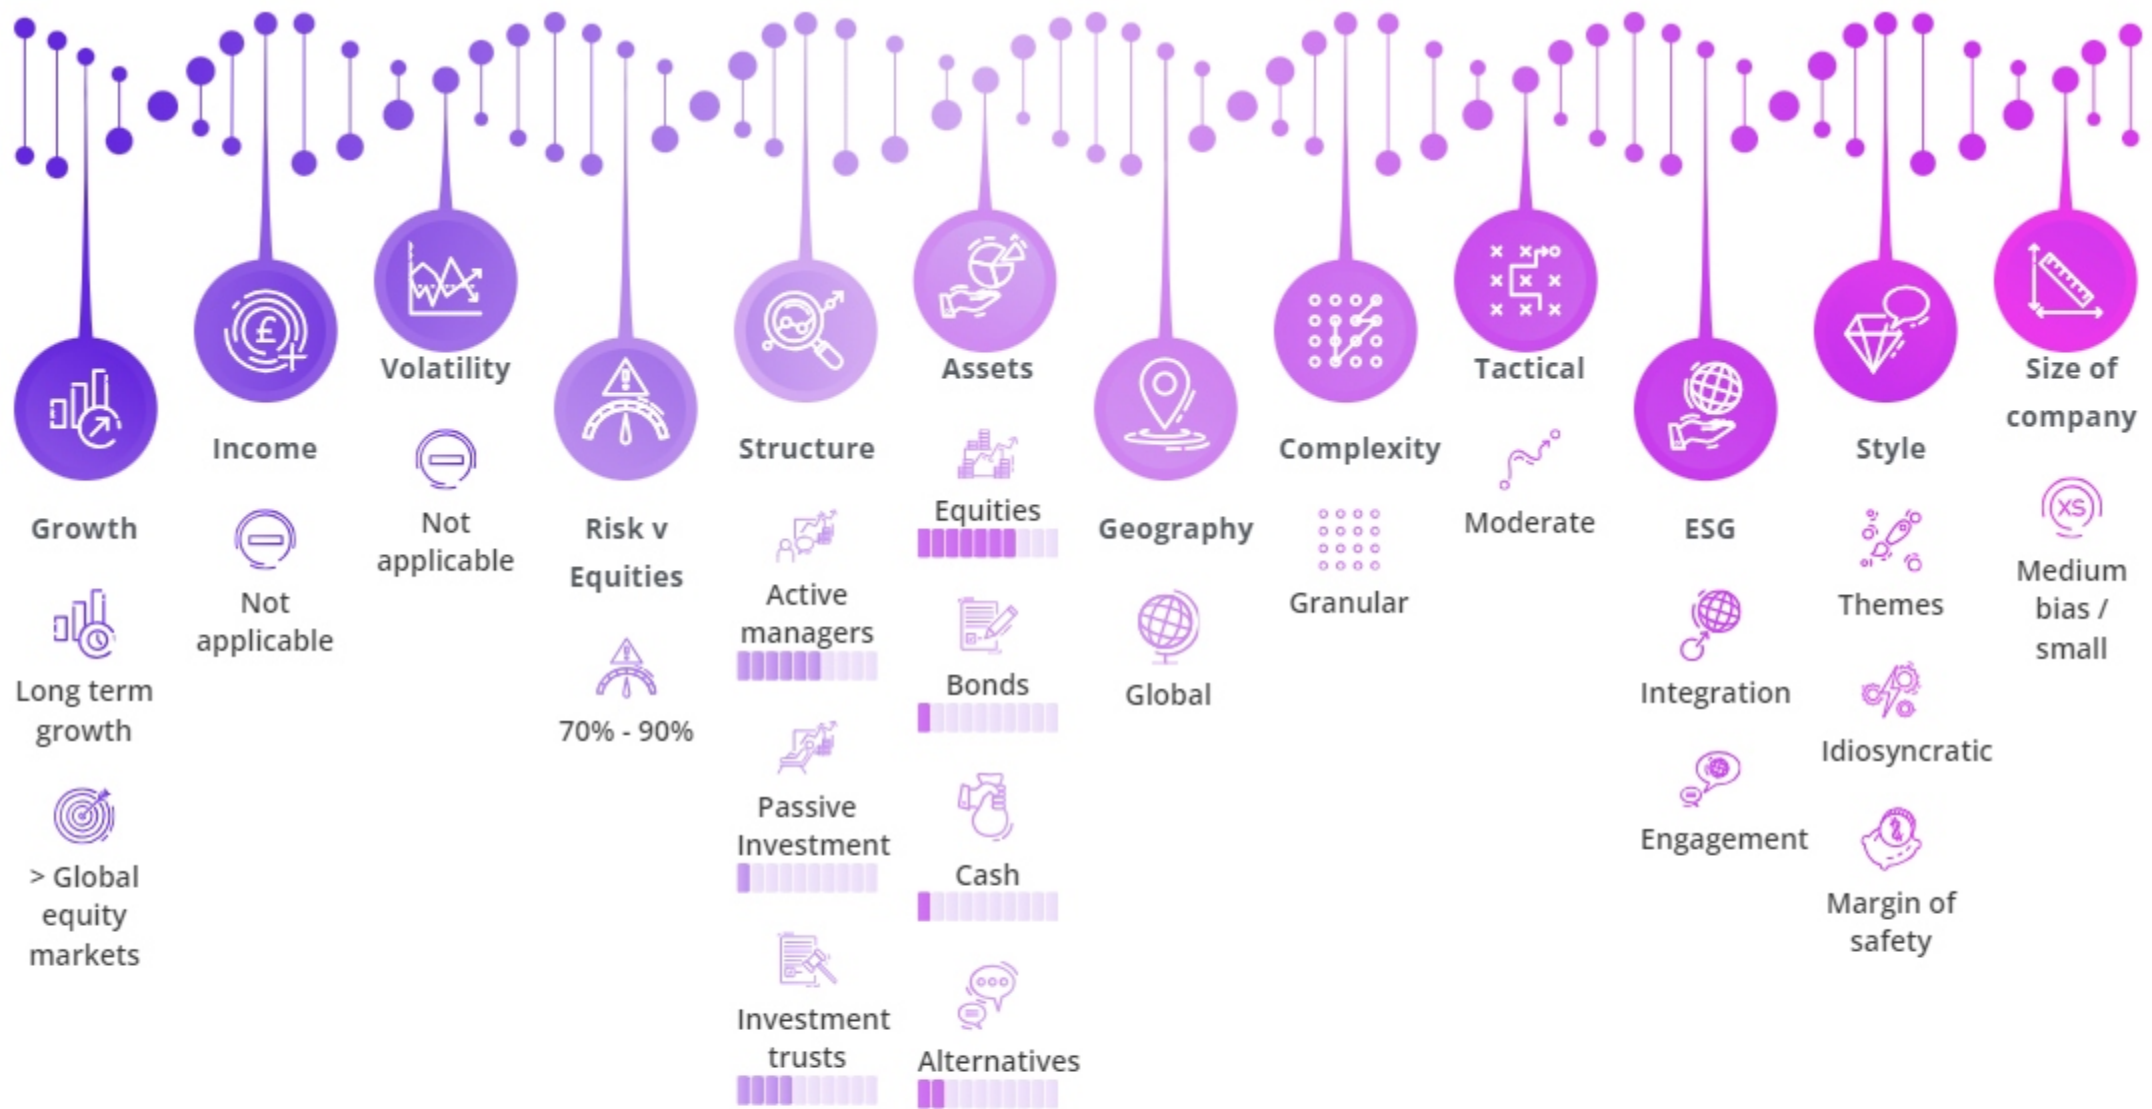 Growth
Long term
growth
> Global
equity
markets
Income
Not
applicable
Volatility
Not
applicable
Risk v
Equities
70% - 90%
Structure
Active
managers
Passive
Investment
Investment
trusts
Assets
Equities
Bonds
Cash
Alternatives
Geography
Global
Complexity
Granular
Tactical
Moderate
ESG
Integration
Engagement
Style
Themes
Idiosyncratic
Margin of
safety
Size of
company
XS
Medium
bias /
small